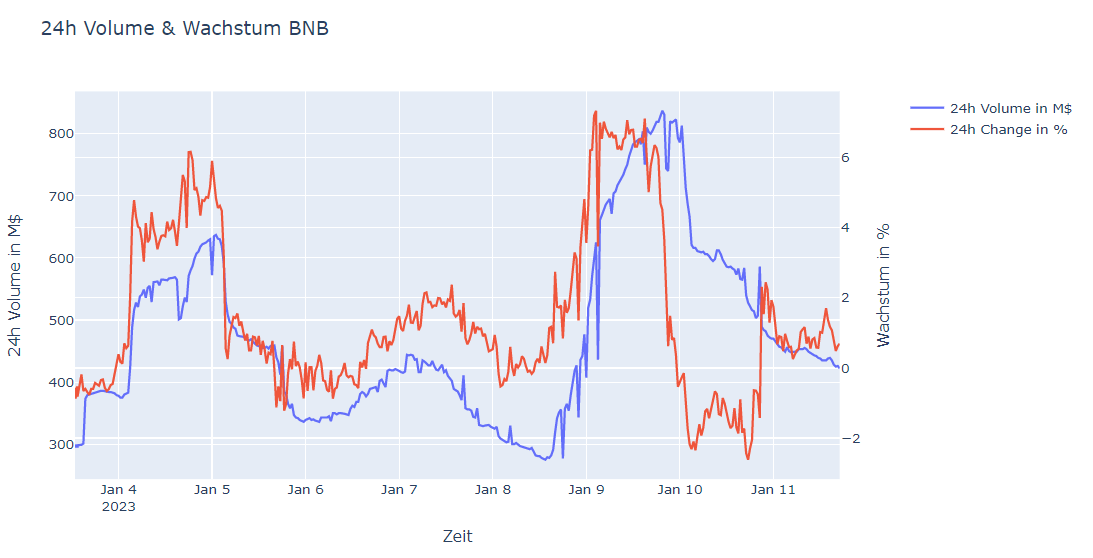 24h Volume & Wachstum BNB
24h Volume in M$
24h Change in %
800
700
600
500
400
300
6
4
2
0
−2
24h Volume in M$
Wachstum in %
Jan 4
2023
Jan 5
Jan 6
Jan 7
Jan 8
Jan 9
Jan 10
Jan 11
Zeit